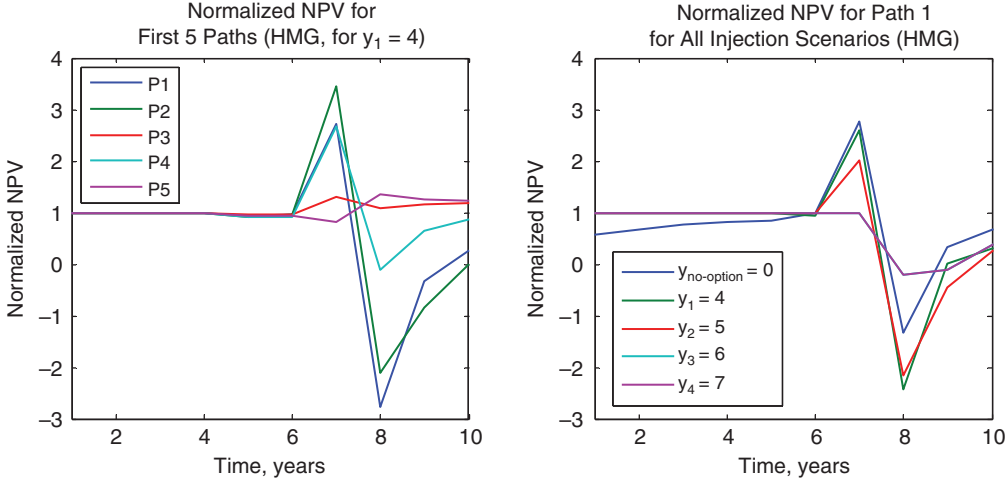 Normalized NPV for
First 5 Paths (HMG, for y1 = 4)
4
3
2
1
0
−1
−2
−3
Normalized NPV
P1
P2
P3
P4
P5
2
4
6
8
10
Time, years
Normalized NPV for Path 1
for All Injection Scenarios (HMG)
4
3
2
1
0
−1
−2
−3
Normalized NPV
yno-option = 0
y1 = 4
y2 = 5
y3 = 6
y4 = 7
2
4
6
8
10
Time, years